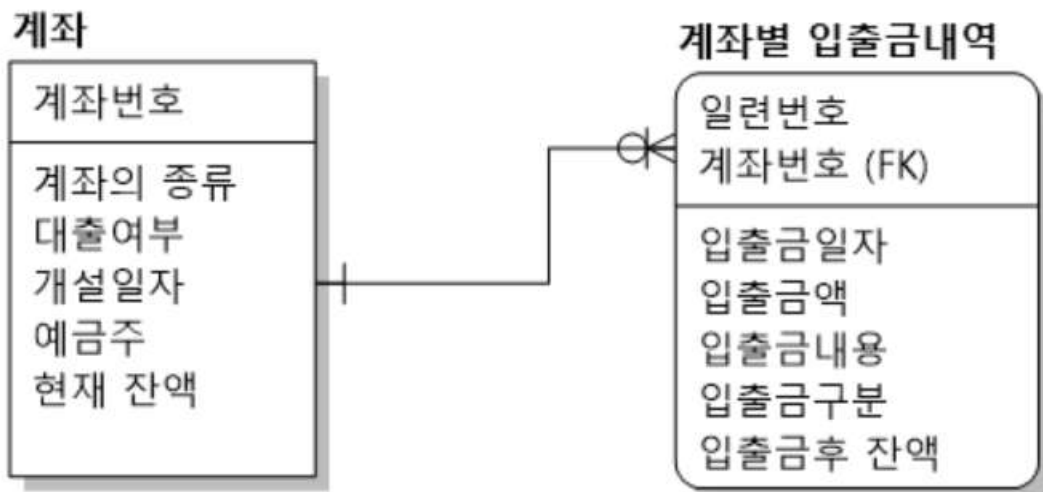 계좌
계좌번호
계좌의 종류
대출여부
개설일자
예금주
현재 잔액
계좌별 입출금내역
일련번호
계좌번호 (FK)
입출금일자
입출금액
입출금내용
입출금구분
입출금후 잔액